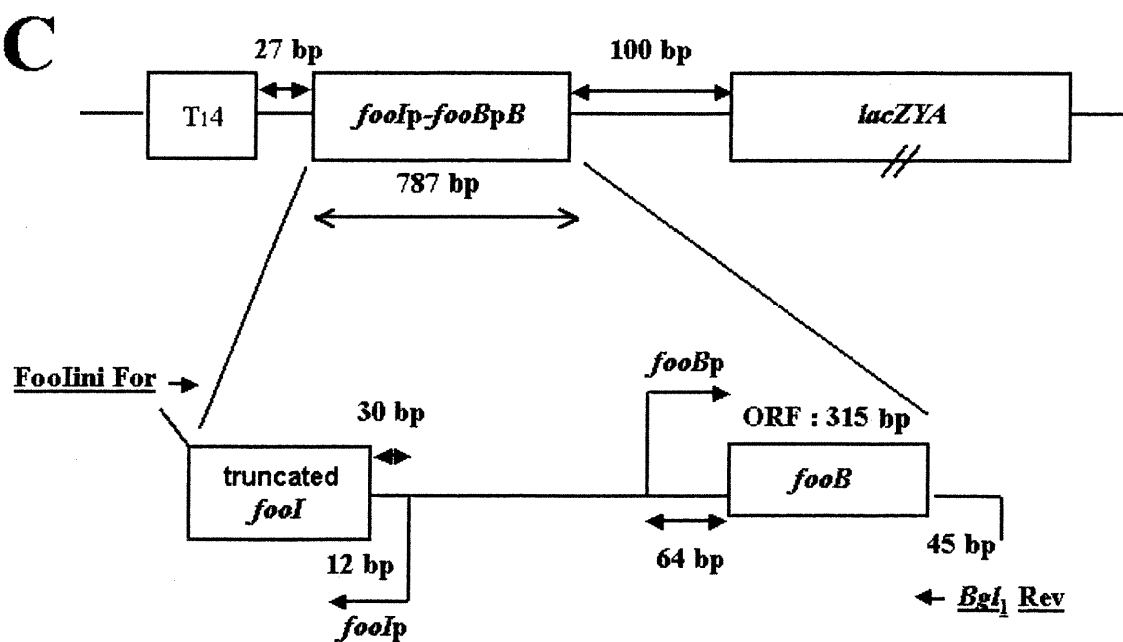 C
27 bp
100 bp
T14
fooIp-fooBpB
lacZYA
787 bp
FooIini For
fooBp
30 bp
ORF : 315 bp
truncated
fooI
fooB
12 bp
64 bp
45 bp
fooIp
Bgl1 Rev